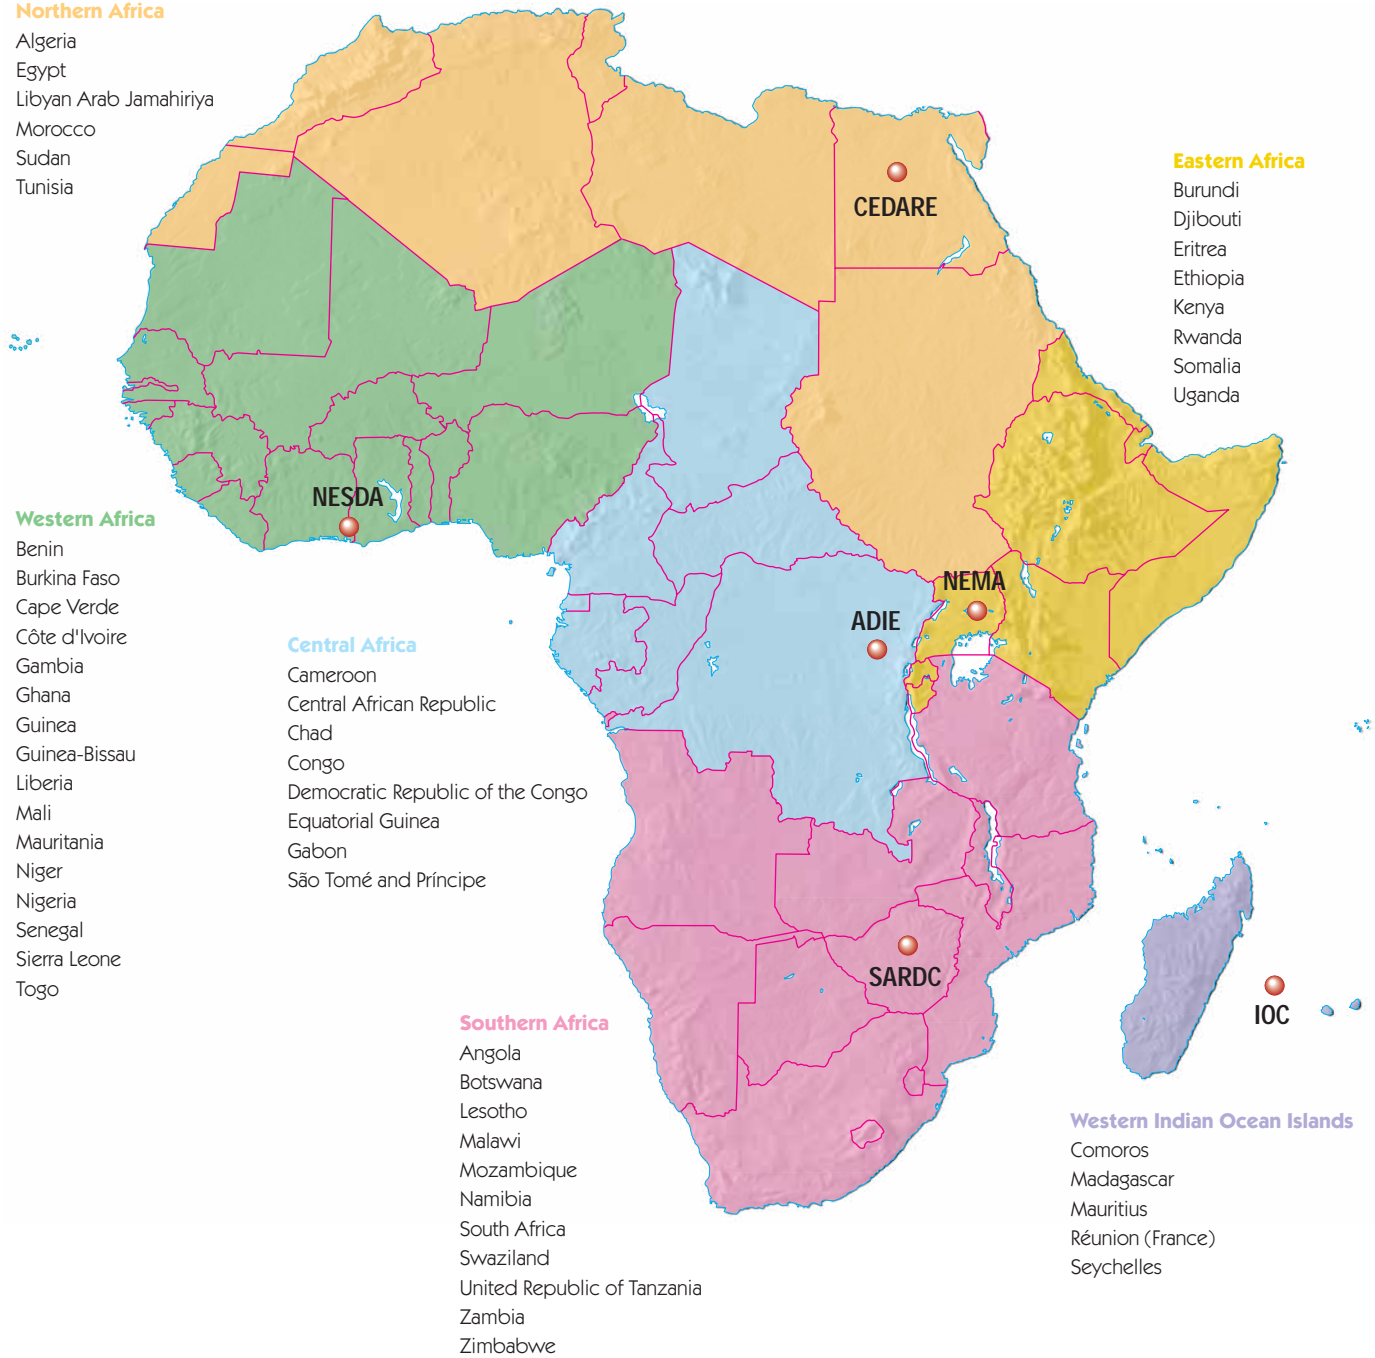 Northern Africa
Algeria
Egypt
Libyan Arab Jamahiriya
Morocco
Sudan
Tunisia
CEDARE
Eastern Africa
Burundi
Djibouti
Eritrea
Ethiopia
Kenya
Rwanda
Somalia
Uganda
NESDA
Western Africa
Benin
Burkina Faso
Cape Verde
Côte d'Ivoire
Gambia
Ghana
Guinea
Guinea-Bissau
Liberia
Mali
Mauritania
Niger
Nigeria
Senegal
Sierra Leone
Togo
NEMA
ADIE
Central Africa
Cameroon
Central African Republic
Chad
Congo
Democratic Republic of the Congo
Equatorial Guinea
Gabon
São Tomé and Príncipe
SARDC
IOC
Southern Africa
Angola
Botswana
Lesotho
Malawi
Mozambique
Namibia
South Africa
Swaziland
United Republic of Tanzania
Zambia
Zimbabwe
Western Indian Ocean Islands
Comoros
Madagascar
Mauritius
Réunion (France)
Seychelles